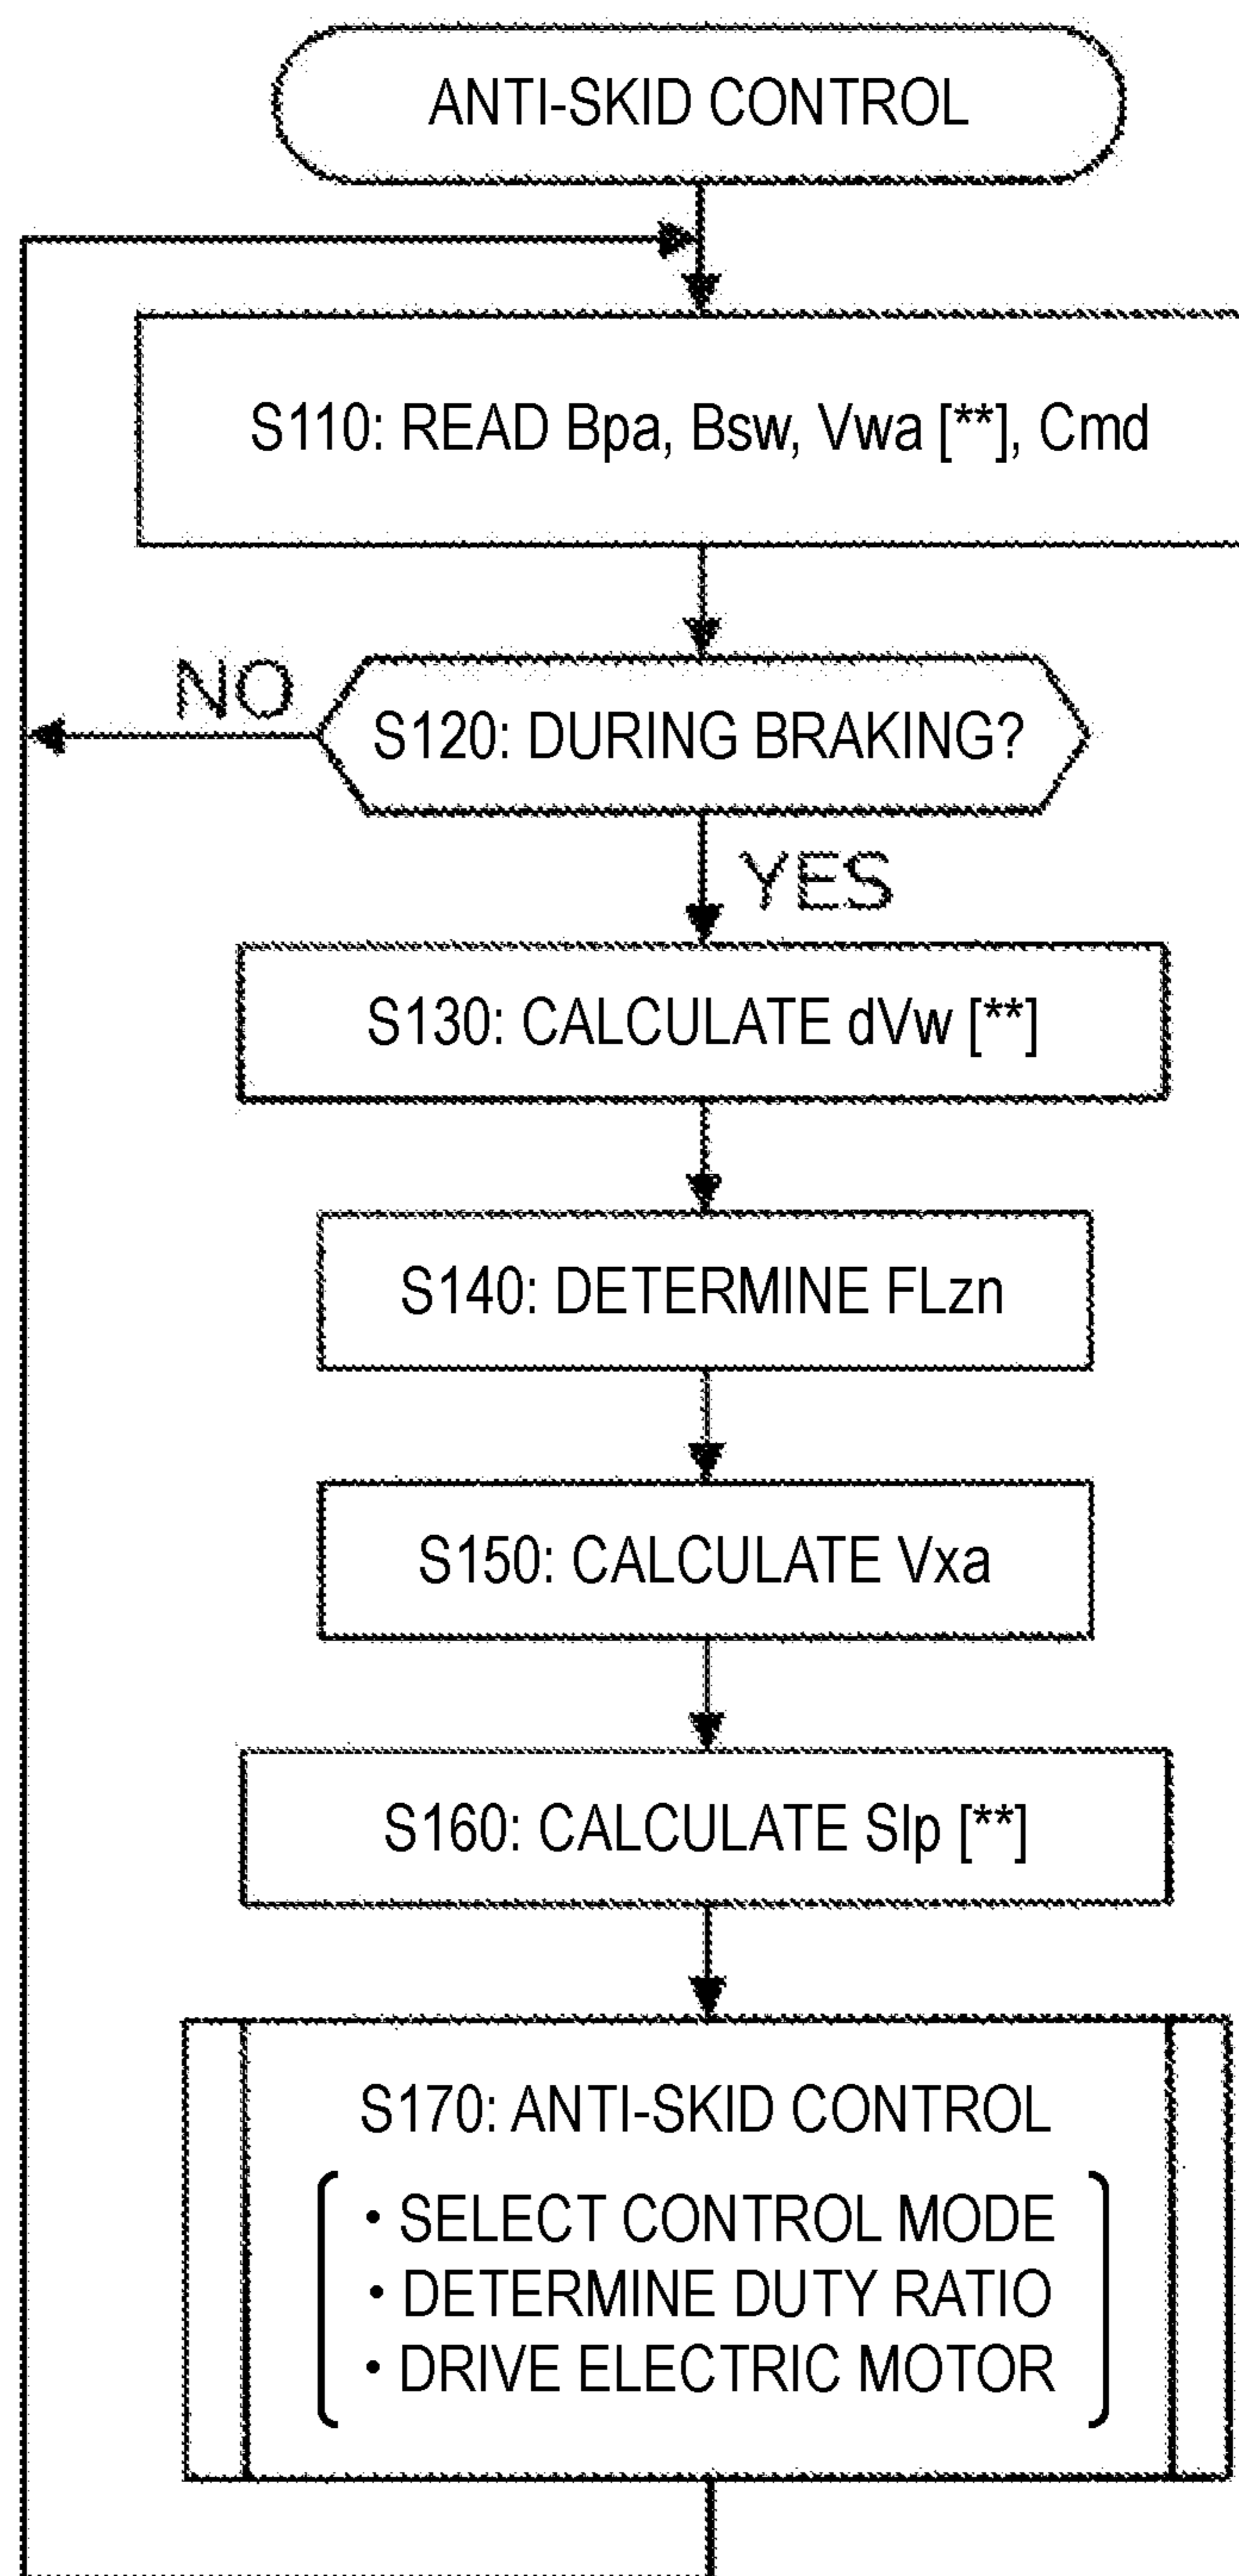 ANTI-SKID CONTROL
S110: READ Bpa, Bsw, Vwa [**], Cmd
NO
S120: DURING BRAKING?
YES
S130: CALCULATE dVw [**]
S140: DETERMINE FLzn
S150: CALCULATE Vxa
S160: CALCULATE Slp [**]
S170: ANTI-SKID CONTROL
• SELECT CONTROL MODE
• DETERMINE DUTY RATIO
• DRIVE ELECTRIC MOTOR